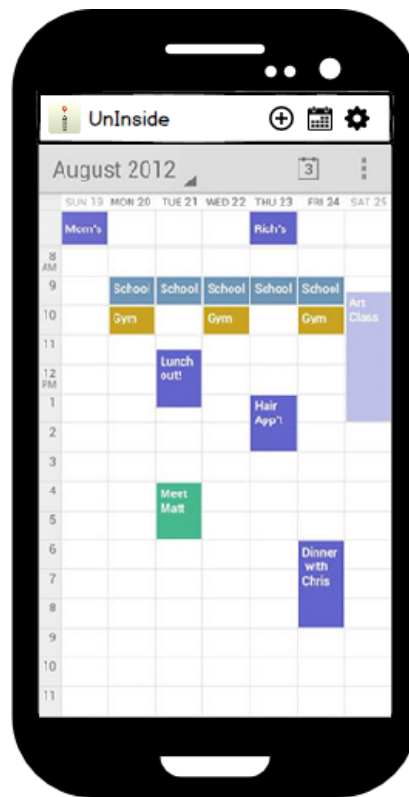 UnInside
August 2012
3
SUN 19 MON 20 TUE 21 WED 22 THU 23 FRI 24 SAT 25
Mom's Rich's
8
AM
9
School School School School School
Art
Class
10
Gym Gym Gym
11
Lunch
out!
12
PM
1
Hair
App't
2
3
4
Meet
Matt
5
6
Dinner
with
Chris
7
8
9
10
11